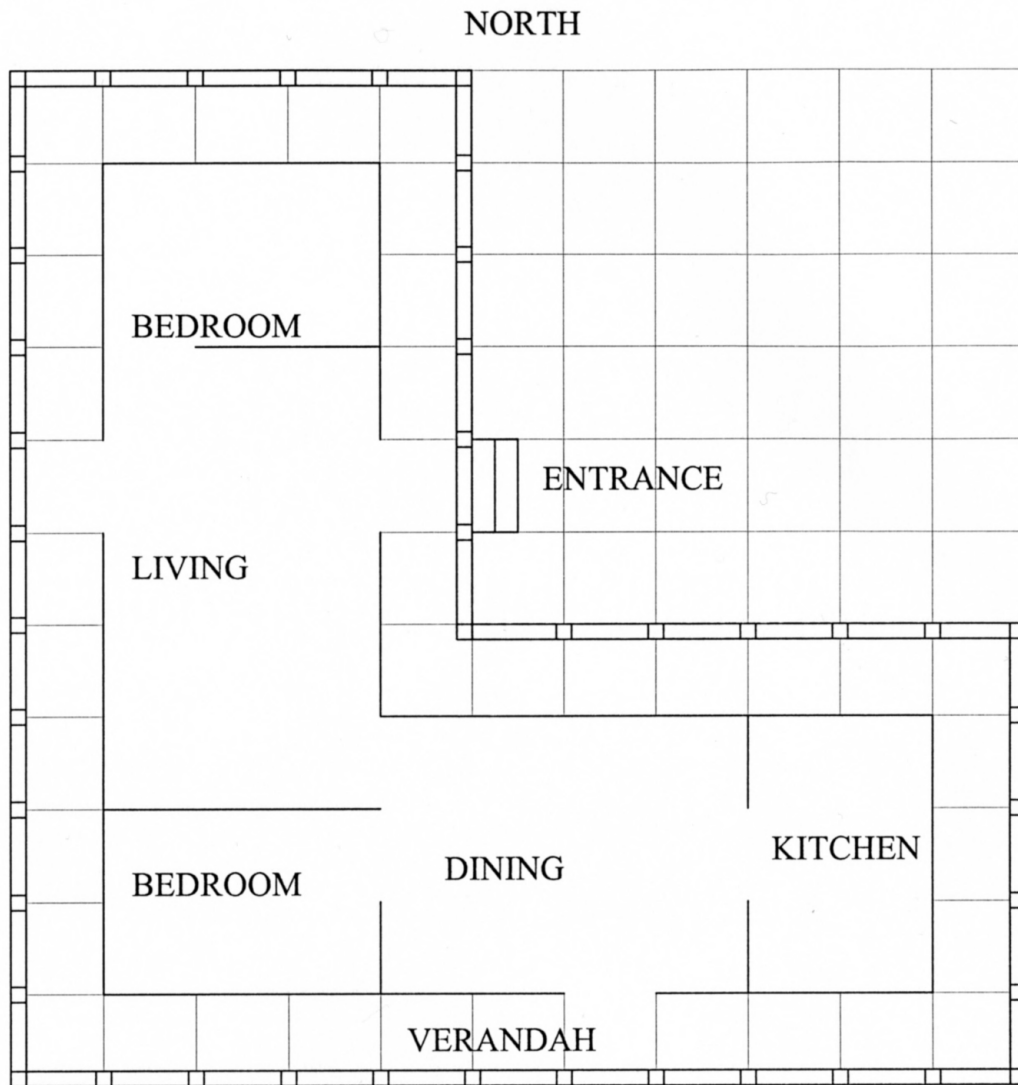 NORTH
BEDROOM
ENTRANCE
LIVING
KITCHEN
DINING
BEDROOM
VERANDAH